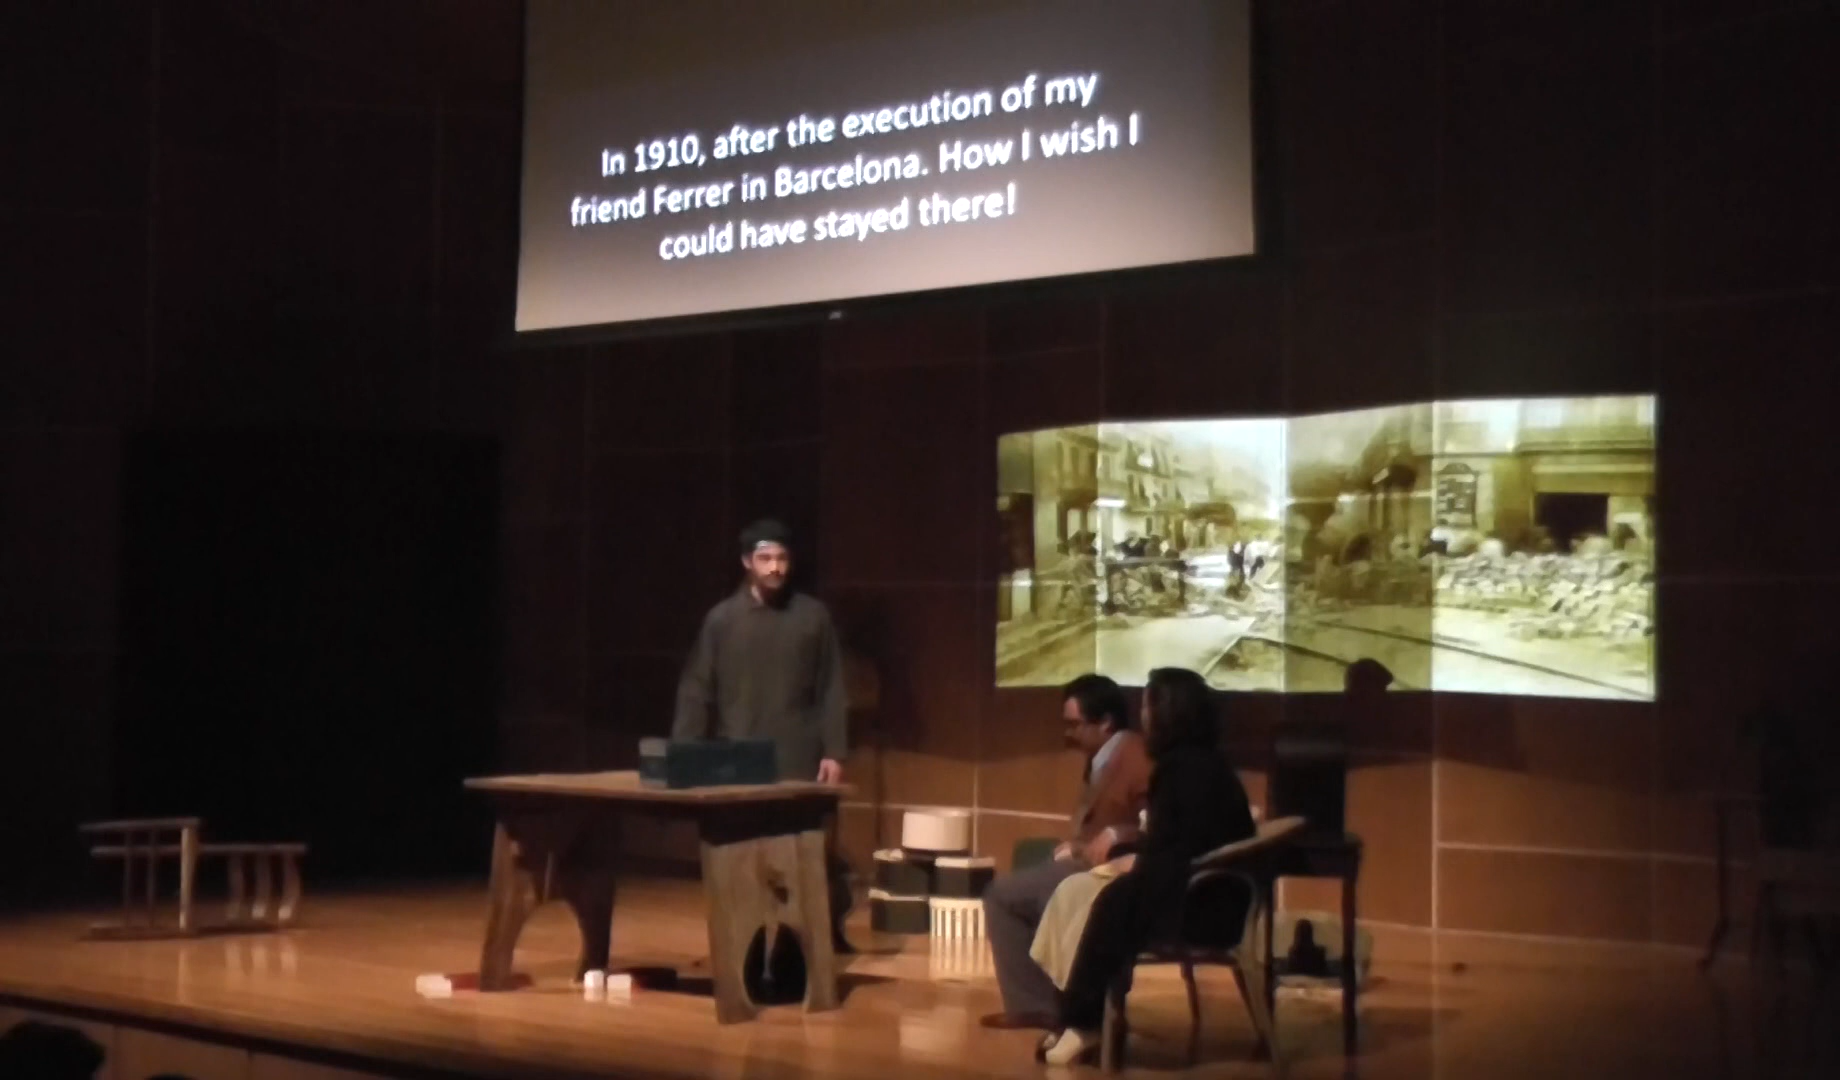 In 1910, after the execution of my
friend Ferrer in Barcelona. How I wish I
could have stayed there!